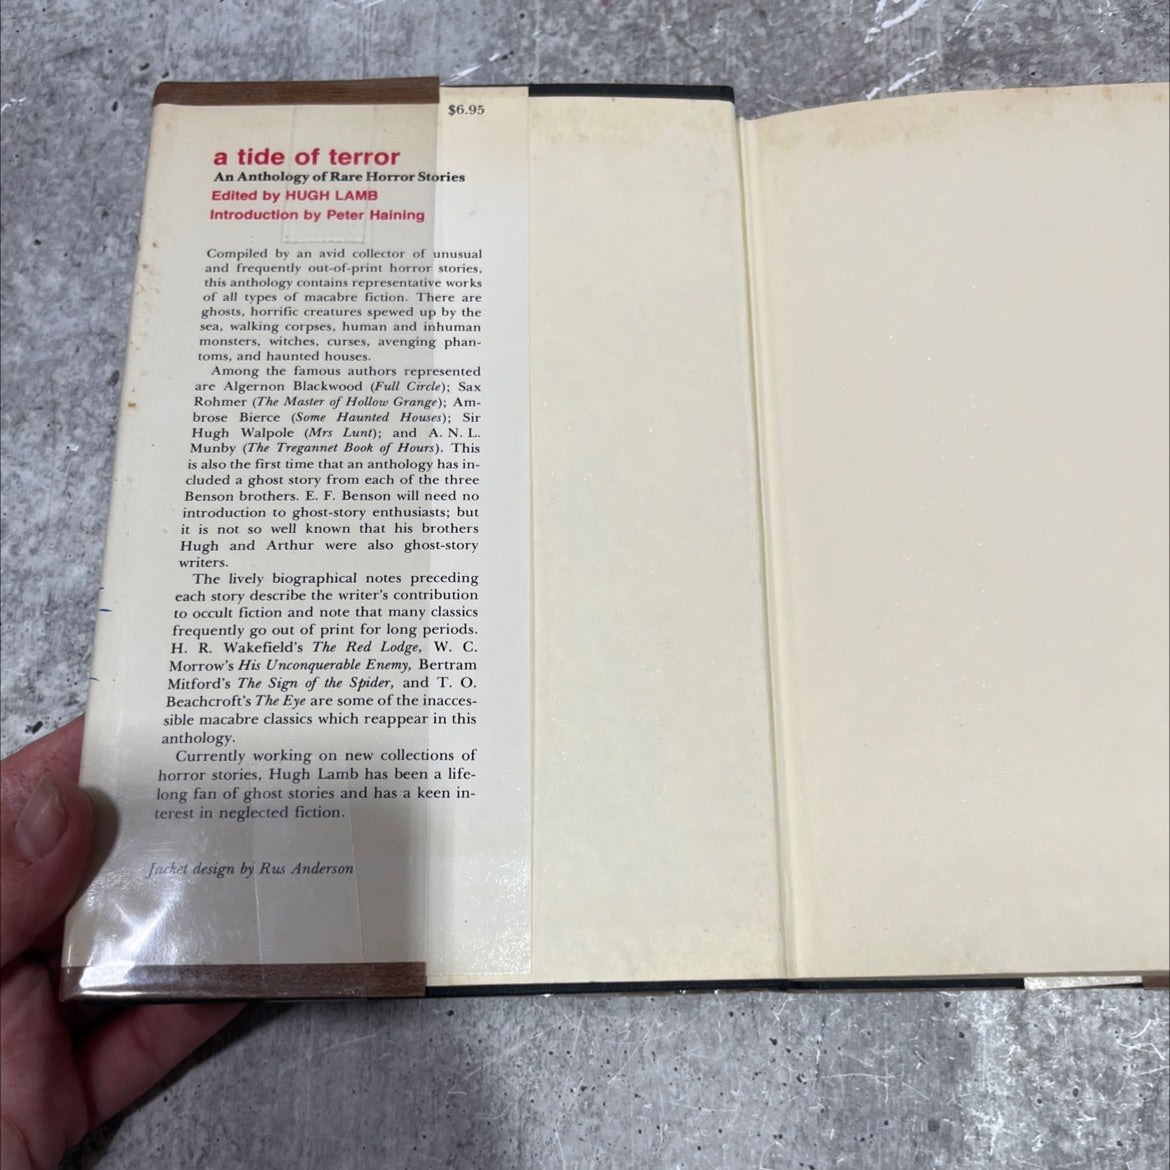 $6.95
a tide of terror
An Anthology of Rare Horror Stories
Edited by HUGH LAMB
Introduction by Peter Haining
Compiled by an avid collector of unusual
and frequently out-of-print horror stories,
this anthology contains representative works
of all types of macabre fiction. There are
ghosts, horrific creatures spewed up by the
sea, walking corpses, human and inhuman
monsters, witches, curses, avenging phan-
toms, and haunted houses.
Among the famous authors represented
are Algernon Blackwood (Full Circle); Sax
Rohmer (The Master of Hollow Grange); Am-
brose Bierce (Some Haunted Houses); Sir
Hugh Walpole (Mrs Lunt); and A. N. L.
Munby (The Tregannet Book of Hours). This
is also the first time that an anthology has in-
cluded a ghost story from each of the three
Benson brothers. E. F. Benson will need no
introduction to ghost-story enthusiasts; but
it is not so well known that his brothers
Hugh and Arthur were also ghost-story
writers.
The lively biographical notes preceding
each story describe the writer's contribution
to occult fiction and note that many classics
frequently go out of print for long periods.
H. R. Wakefield's The Red Lodge, W. C.
Morrow's His Unconquerable Enemy, Bertram
Mitford's The Sign of the Spider, and T. O.
Beachcroft's The Eye are some of the inacces-
sible macabre classics which reappear in this
anthology.
Currently working on new collections of
horror stories, Hugh Lamb has been a life-
long fan of ghost stories and has a keen in-
terest in neglected fiction.
Jacket design by Rus Anderson